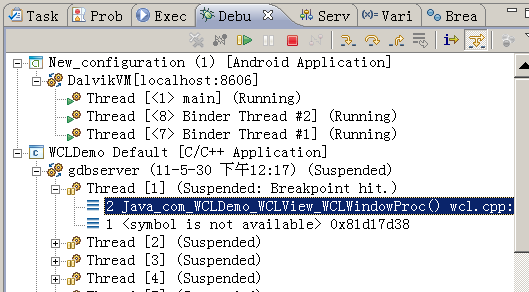 Task Prob Exec Debu Serv Vari Brea
New_configuration (1) [Android Application]
DalvikVM[localhost:8606]
Thread [<1> main] (Running)
Thread [<8> Binder Thread #2] (Running)
Thread [<7> Binder Thread #1] (Running)
WCLDemo Default [C/C++ Application]
gdbserver (11-5-30 下午12:17) (Suspended)
Thread [1] (Suspended: Breakpoint hit.)
2 Java_com_WCLDemo_WCLView_WCLWindowProc() wcl.cpp:
1 <symbol is not available> 0x81d17d38
Thread [2] (Suspended)
Thread [3] (Suspended)
Thread [4] (Suspended)